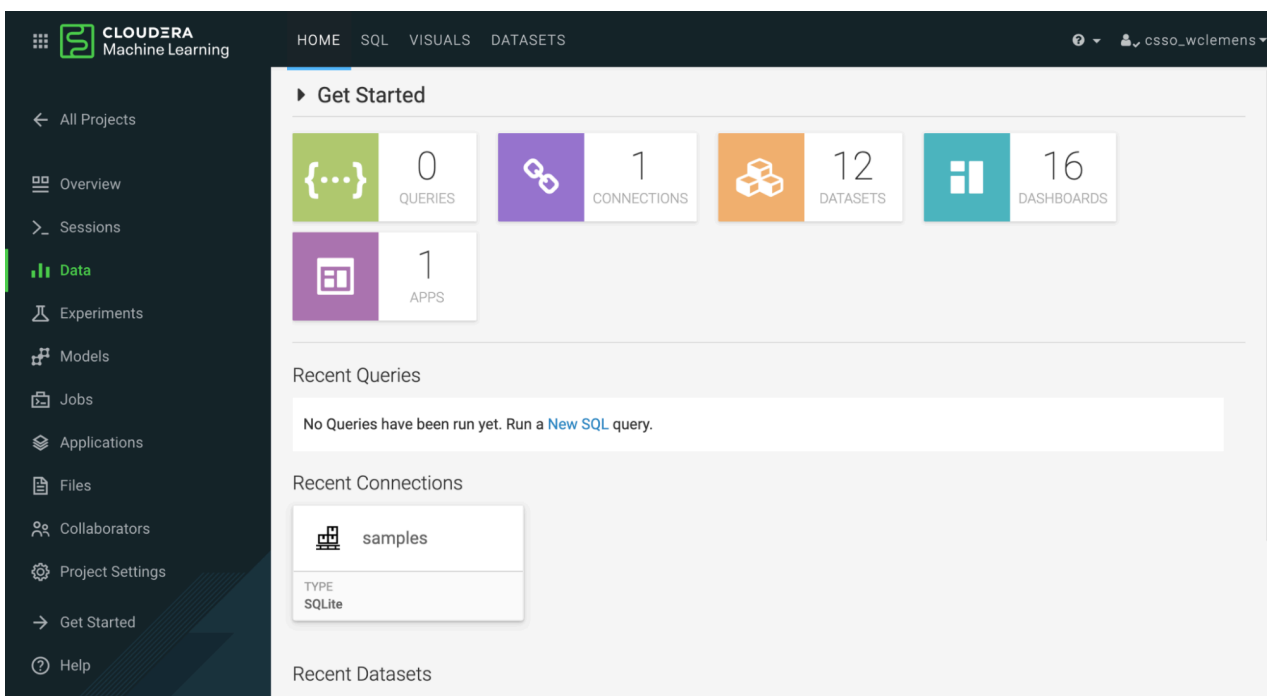 CLOUDERA
Machine Learning
HOME SQL VISUALS DATASETS
csso_wclemens
All Projects
Overview
Sessions
Data
Experiments
Models
Jobs
Applications
Files
Collaborators
Project Settings
Get Started
Help
Get Started
0
QUERIES
1
CONNECTIONS
12
DATASETS
16
DASHBOARDS
1
APPS
Recent Queries
No Queries have been run yet. Run a New SQL query.
Recent Connections
samples
TYPE
SQLite
Recent Datasets